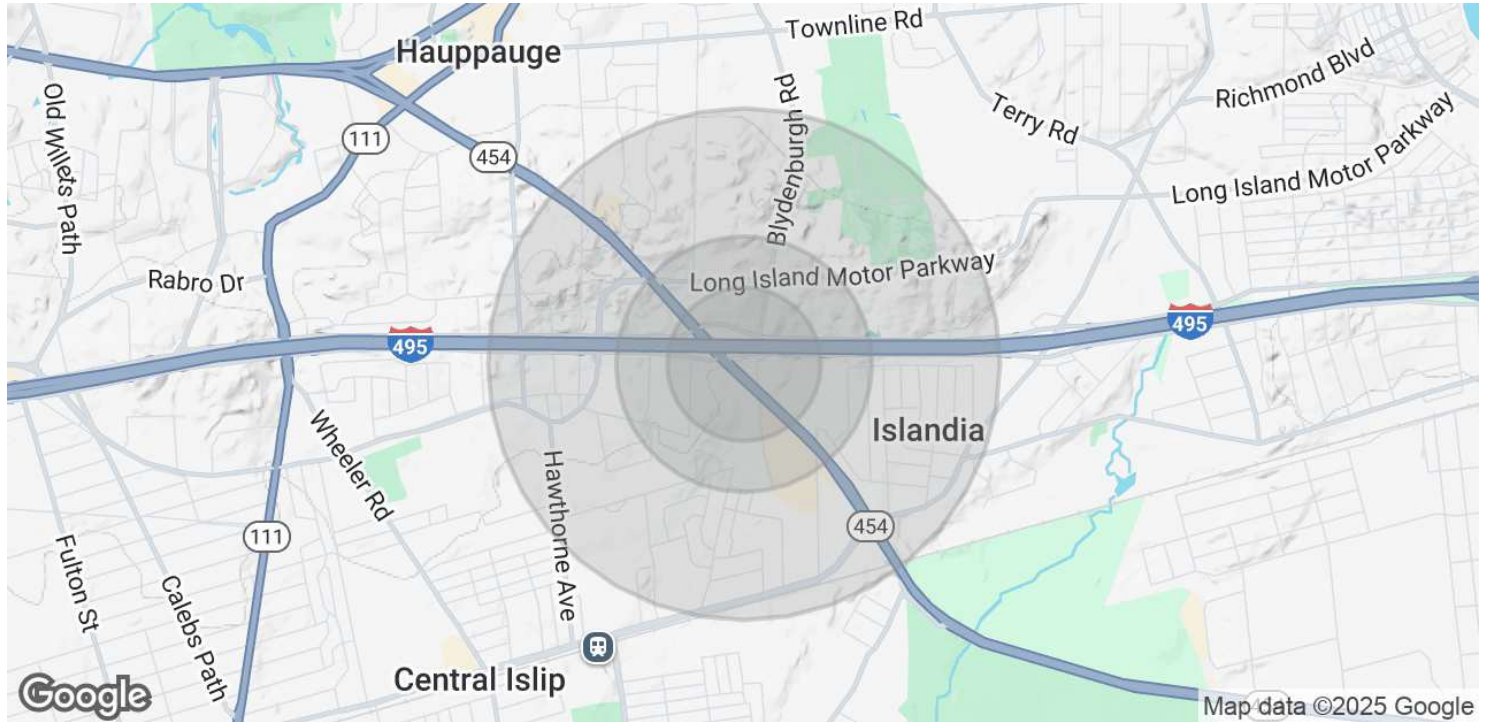 Townline Rd
Hauppauge
Richmond Blvd
Old Willets Path
Blydenburgh Rd
Terry Rd
111
454
Long Island Motor Parkway
Rabro Dr
Long Island Motor Parkway
495
495
Wheeler Rd
Islandia
Hawthorne Ave
111
454
Fulton St
Calebs Path
Central Islip
Google
454
Map data ©2025 Google